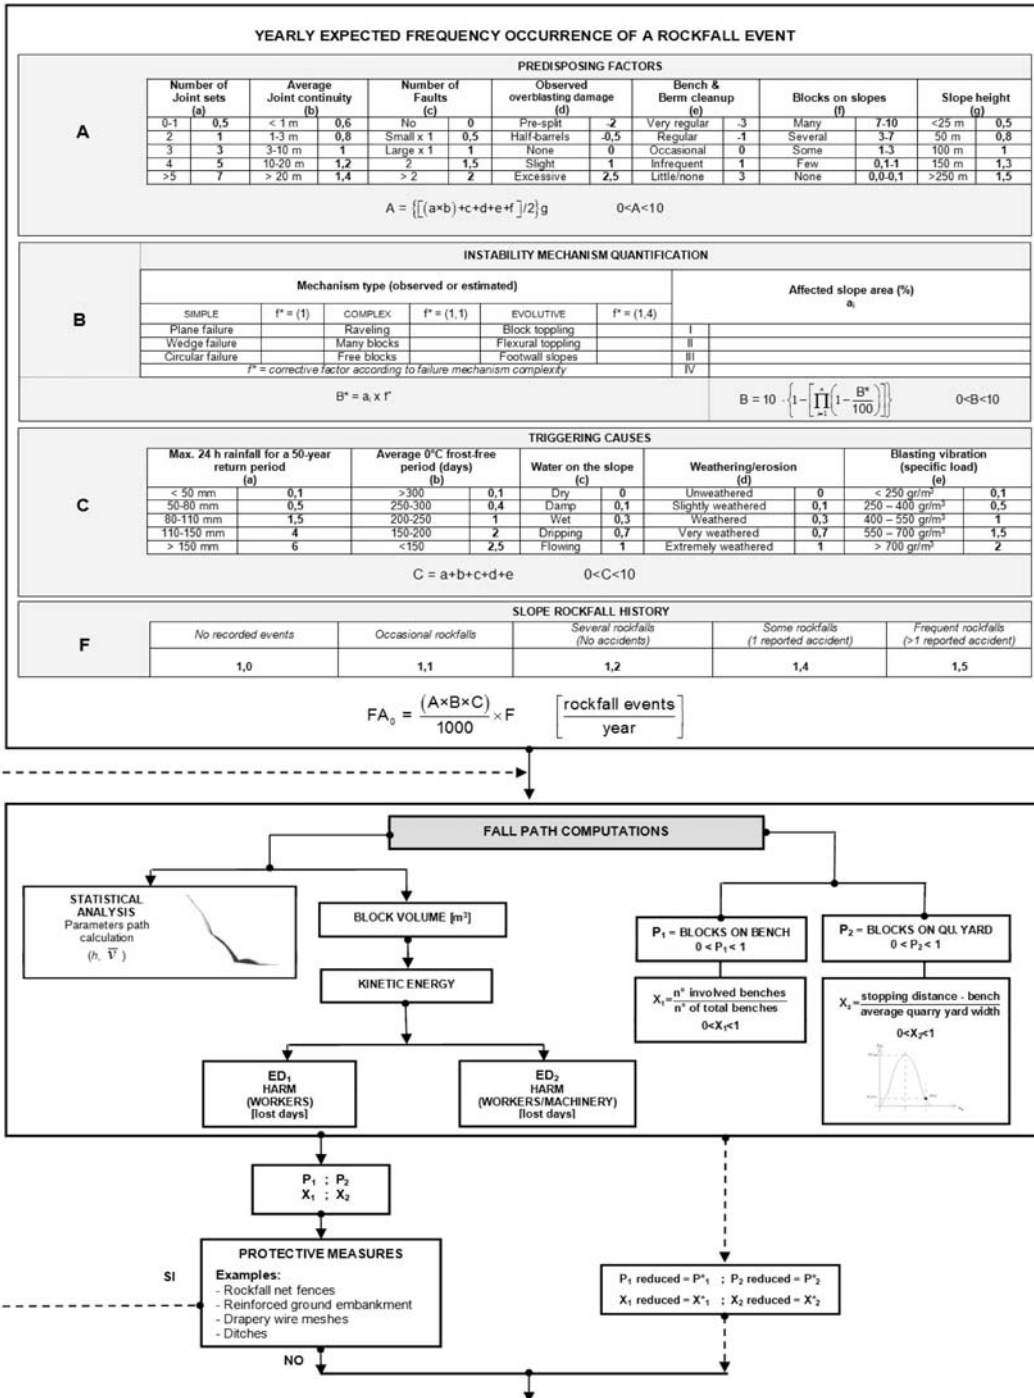 YEARLY EXPECTED FREQUENCY OCCURRENCE OF A ROCKFALL EVENT
PREDISPOSING FACTORS
A
Number of Joint sets (a) | Average Joint continuity (b) | Number of Faults (c) | Observed overblasting damage (d) | Bench & Berm cleanup (e) | Blocks on slopes (f) | Slope height (g)
0-1 | 0,5 | < 1 m | 0,6 | No | 0 | Pre-split | -2 | Very regular | -3 | Many | 7-10 | <25 m | 0,5
2 | 1 | 1-3 m | 0,8 | Small x 1 | 0,5 | Half-barrels | -0,5 | Regular | -1 | Several | 3-7 | 50 m | 0,8
3 | 3 | 3-10 m | 1 | Large x 1 | 1 | None | 0 | Occasional | 0 | Some | 1-3 | 100 m | 1
4 | 5 | 10-20 m | 1,2 | 2 | 1,5 | Slight | 1 | Infrequent | 1 | Few | 0,1-1 | 150 m | 1,3
>5 | 7 | > 20 m | 1,4 | > 2 | 2 | Excessive | 2,5 | Little/none | 3 | None | 0,0-0,1 | >250 m | 1,5
A = {[(a×b)+c+d+e+f]/2}g 0<A<10
INSTABILITY MECHANISM QUANTIFICATION
B
Mechanism type (observed or estimated) | Affected slope area (%) aᵢ
SIMPLE | f* = (1) | COMPLEX | f* = (1,1) | EVOLUTIVE | f* = (1,4)
Plane failure | Raveling | Block toppling | I
Wedge failure | Many blocks | Flexural toppling | II
Circular failure | Free blocks | Footwall slopes | III
f* = corrective factor according to failure mechanism complexity | IV
B* = aᵢ x f* B = 10 · {1-[∏(1-B*/100)]} 0<B<10
TRIGGERING CAUSES
C
Max. 24 h rainfall for a 50-year return period (a) | Average 0°C frost-free period (days) (b) | Water on the slope (c) | Weathering/erosion (d) | Blasting vibration (specific load) (e)
< 50 mm | 0,1 | >300 | 0,1 | Dry | 0 | Unweathered | 0 | < 250 gr/m³ | 0,1
50-80 mm | 0,5 | 250-300 | 0,4 | Damp | 0,1 | Slightly weathered | 0,1 | 250 – 400 gr/m³ | 0,5
80-110 mm | 1,5 | 200-250 | 1 | Wet | 0,3 | Weathered | 0,3 | 400 – 550 gr/m³ | 1
110-150 mm | 4 | 150-200 | 2 | Dripping | 0,7 | Very weathered | 0,7 | 550 – 700 gr/m³ | 1,5
> 150 mm | 6 | <150 | 2,5 | Flowing | 1 | Extremely weathered | 1 | > 700 gr/m³ | 2
C = a+b+c+d+e 0<C<10
SLOPE ROCKFALL HISTORY
F
No recorded events | Occasional rockfalls | Several rockfalls (No accidents) | Some rockfalls (1 reported accident) | Frequent rockfalls (>1 reported accident)
1,0 | 1,1 | 1,2 | 1,4 | 1,5
FA₀ = (A×B×C)/1000 × F [rockfall events/year]
FALL PATH COMPUTATIONS
STATISTICAL
ANALYSIS
Parameters path
calculation
(h, v̅ )
BLOCK VOLUME [m³]
KINETIC ENERGY
ED₁
HARM
(WORKERS)
[lost days]
ED₂
HARM
(WORKERS/MACHINERY)
[lost days]
P₁ = BLOCKS ON BENCH
0 < P₁ < 1
X₁=n° involved benches/n° of total benches
0<X₁<1
P₂ = BLOCKS ON QU. YARD
0 < P₂ < 1
X₂=stopping distance - bench/average quarry yard width
0<X₂<1
P₁ ; P₂
X₁ ; X₂
PROTECTIVE MEASURES
Examples:
- Rockfall net fences
- Reinforced ground embankment
- Drapery wire meshes
- Ditches
SI
NO
P₁ reduced = P*₁ ; P₂ reduced = P*₂
X₁ reduced = X*₁ ; X₂ reduced = X*₂